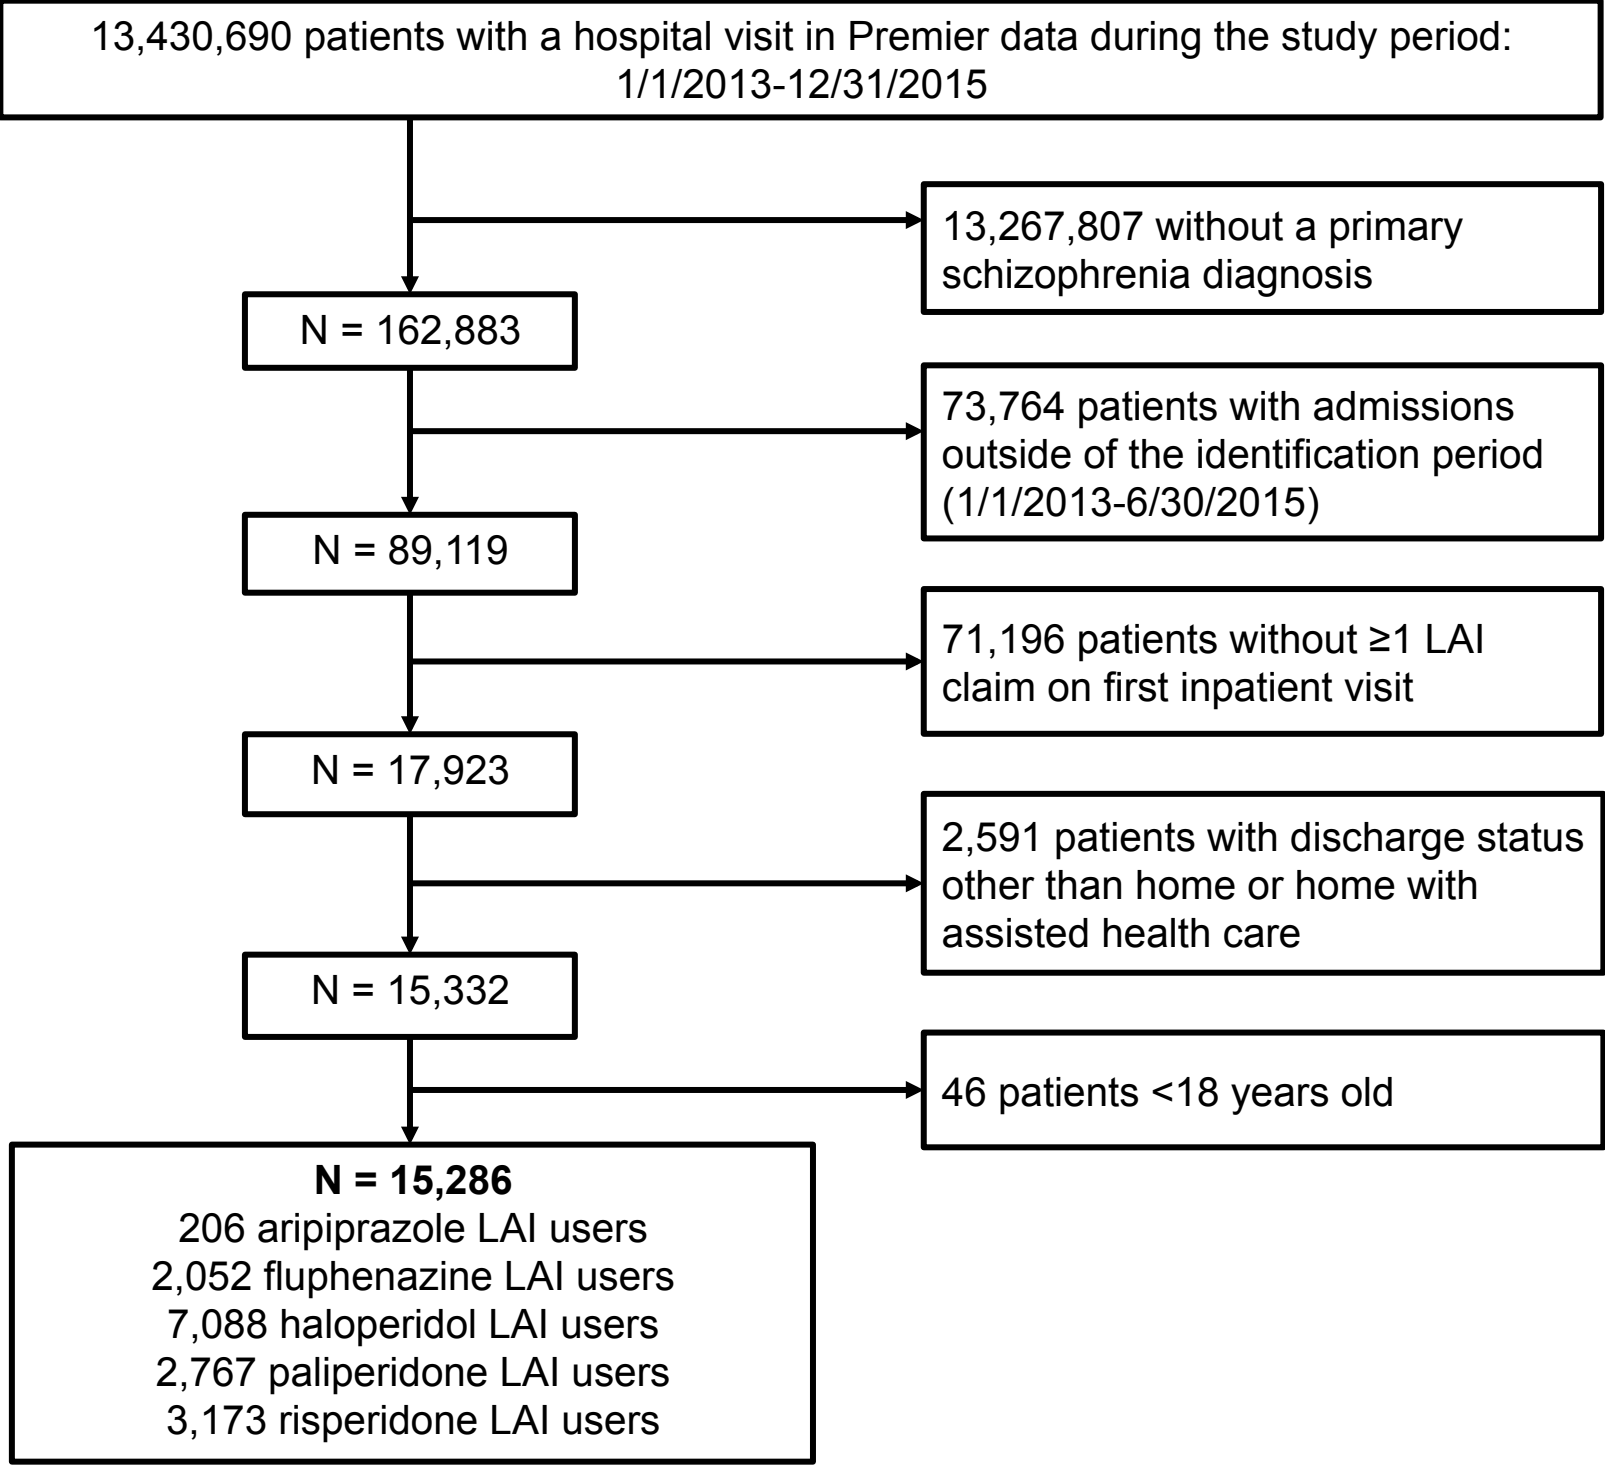 13,430,690 patients with a hospital visit in Premier data during the study period:
1/1/2013-12/31/2015
13,267,807 without a primary
schizophrenia diagnosis
N = 162,883
73,764 patients with admissions
outside of the identification period
(1/1/2013-6/30/2015)
N = 89,119
71,196 patients without ≥1 LAI
claim on first inpatient visit
N = 17,923
2,591 patients with discharge status
other than home or home with
assisted health care
N = 15,332
46 patients <18 years old
N = 15,286
206 aripiprazole LAI users
2,052 fluphenazine LAI users
7,088 haloperidol LAI users
2,767 paliperidone LAI users
3,173 risperidone LAI users